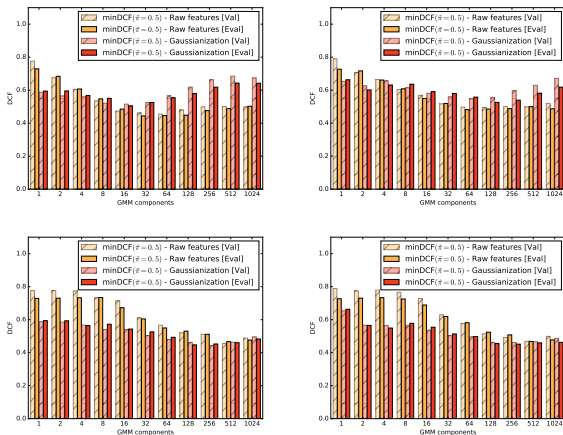 minDCF(π̃ = 0.5) - Raw features [Val]
minDCF(π̃ = 0.5) - Raw features [Eval]
minDCF(π̃ = 0.5) - Gaussianization [Val]
minDCF(π̃ = 0.5) - Gaussianization [Eval]
1.0
0.8
0.6
0.4
0.2
0.0
DCF
1 2 4 8 16 32 64 128 256 512 1024
GMM components
minDCF(π̃ = 0.5) - Raw features [Val]
minDCF(π̃ = 0.5) - Raw features [Eval]
minDCF(π̃ = 0.5) - Gaussianization [Val]
minDCF(π̃ = 0.5) - Gaussianization [Eval]
1.0
0.8
0.6
0.4
0.2
0.0
DCF
1 2 4 8 16 32 64 128 256 512 1024
GMM components
minDCF(π̃ = 0.5) - Raw features [Val]
minDCF(π̃ = 0.5) - Raw features [Eval]
minDCF(π̃ = 0.5) - Gaussianization [Val]
minDCF(π̃ = 0.5) - Gaussianization [Eval]
1.0
0.8
0.6
0.4
0.2
0.0
DCF
1 2 4 8 16 32 64 128 256 512 1024
GMM components
minDCF(π̃ = 0.5) - Raw features [Val]
minDCF(π̃ = 0.5) - Raw features [Eval]
minDCF(π̃ = 0.5) - Gaussianization [Val]
minDCF(π̃ = 0.5) - Gaussianization [Eval]
1.0
0.8
0.6
0.4
0.2
0.0
DCF
1 2 4 8 16 32 64 128 256 512 1024
GMM components